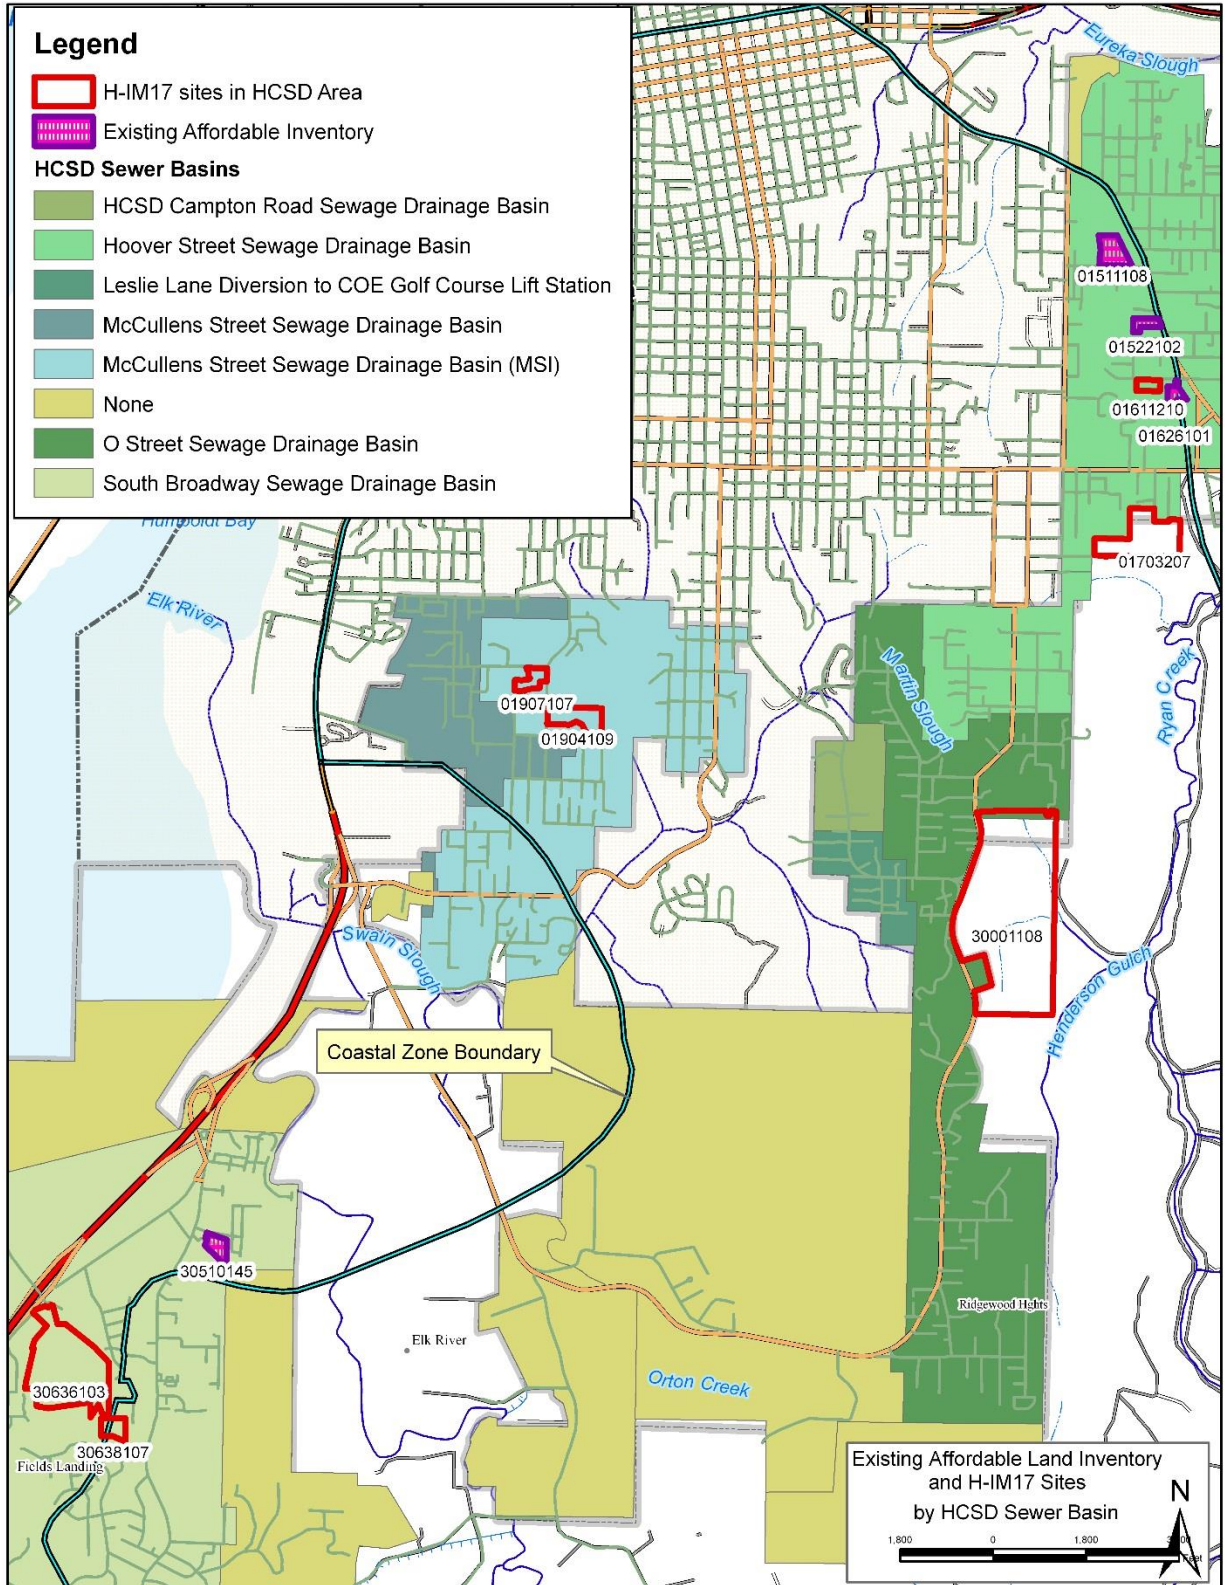 Legend
H-IM17 sites in HCSD Area
Existing Affordable Inventory
HCSD Sewer Basins
HCSD Campton Road Sewage Drainage Basin
Hoover Street Sewage Drainage Basin
Leslie Lane Diversion to COE Golf Course Lift Station
McCullens Street Sewage Drainage Basin
McCullens Street Sewage Drainage Basin (MSI)
None
O Street Sewage Drainage Basin
South Broadway Sewage Drainage Basin
Eureka Slough
01511108
01522102
01611210
01626101
01703207
Humboldt Bay
Elk River
01907107
01904109
Martin Slough
Ryan Creek
30001108
Henderson Gulch
Swain Slough
Coastal Zone Boundary
30510145
Elk River
Ridgewood Hghts
Orton Creek
30636103
30638107
Fields Landing
Existing Affordable Land Inventory
and H-IM17 Sites
by HCSD Sewer Basin
N
1,800 0 1,800
Feet